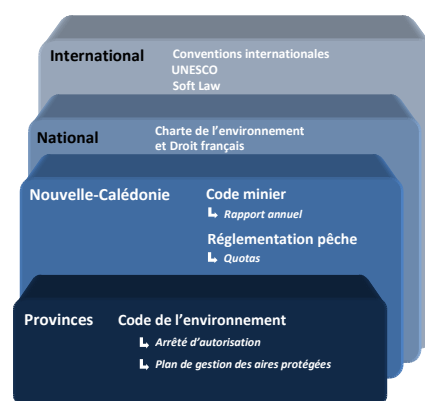 International
Conventions internationales
UNESCO
Soft Law
National
Charte de l'environnement
et Droit français
Nouvelle-Calédonie
Code minier
Rapport annuel
Réglementation pêche
Quotas
Provinces
Code de l'environnement
Arrêté d'autorisation
Plan de gestion des aires protégées